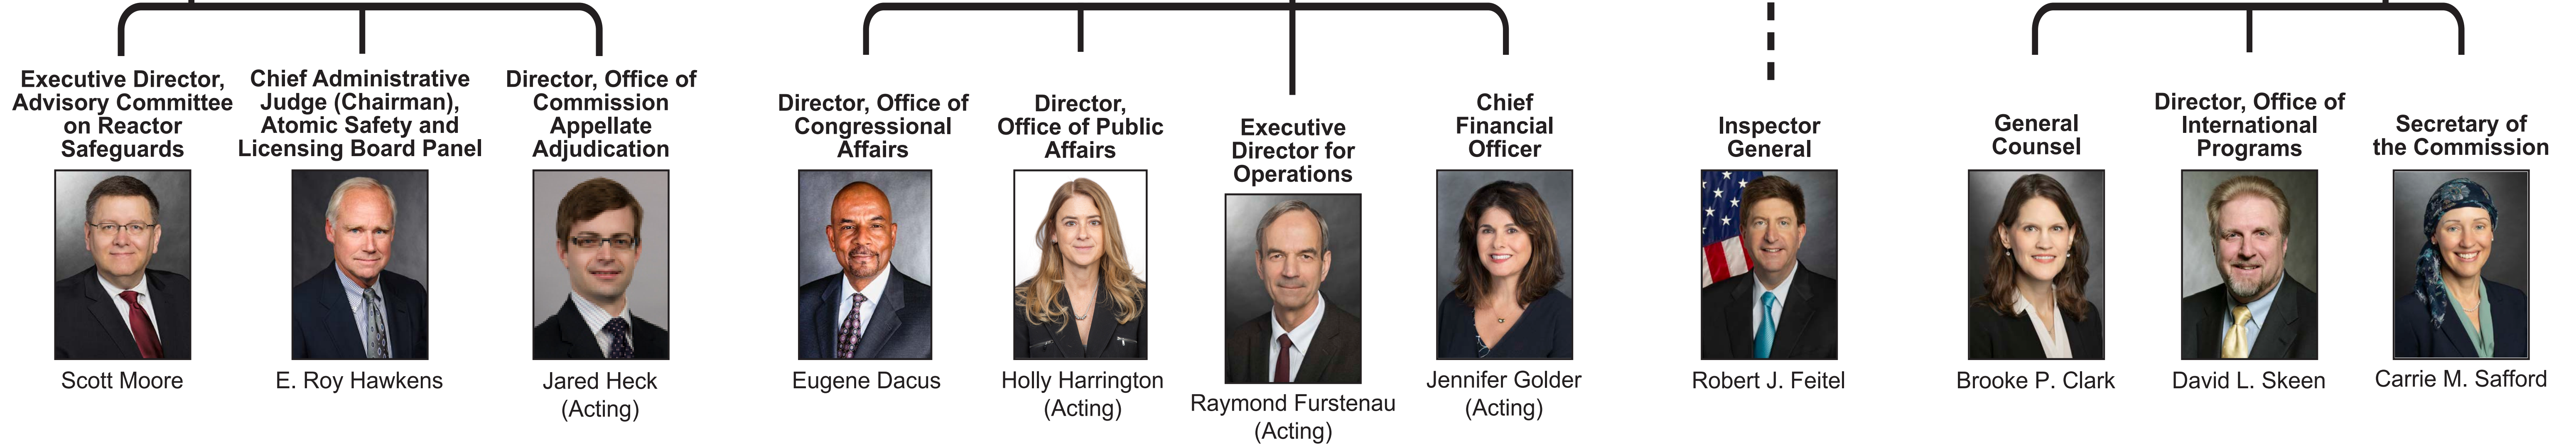 Executive Director,
Advisory Committee
on Reactor
Safeguards
Scott Moore
Chief Administrative
Judge (Chairman),
Atomic Safety and
Licensing Board Panel
E. Roy Hawkens
Director, Office of
Commission
Appellate
Adjudication
Jared Heck
(Acting)
Director, Office of
Congressional
Affairs
Eugene Dacus
Director,
Office of Public
Affairs
Holly Harrington
(Acting)
Executive
Director for
Operations
Raymond Furstenau
(Acting)
Chief
Financial
Officer
Jennifer Golder
(Acting)
Inspector
General
Robert J. Feitel
General
Counsel
Brooke P. Clark
Director, Office of
International
Programs
David L. Skeen
Secretary of
the Commission
Carrie M. Safford